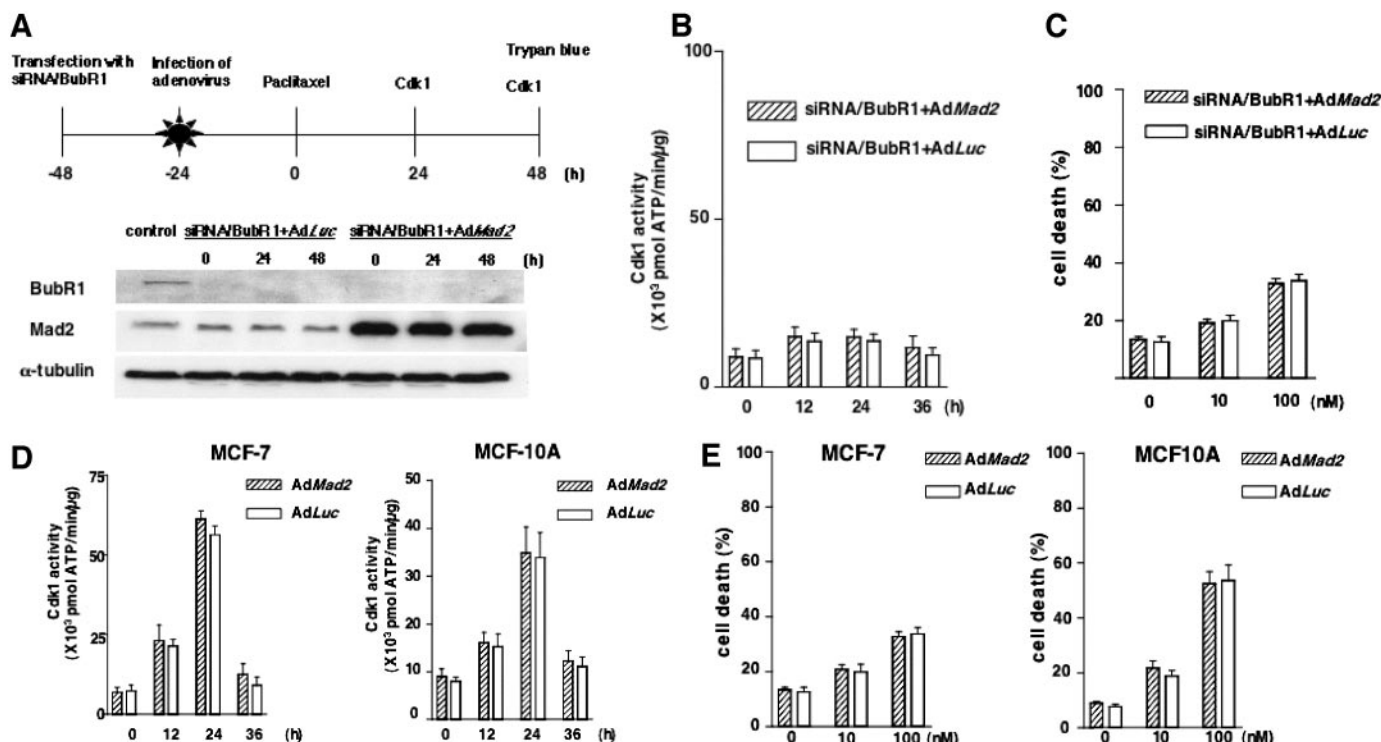 A
Transfection with
siRNA/BubR1
Infection of
adenovirus
Paclitaxel
Cdk1
Trypan blue
Cdk1
-48 -24 0 24 48 (h)
control siRNA/BubR1+AdLuc siRNA/BubR1+AdMad2
0 24 48 0 24 48 (h)
BubR1
Mad2
α-tubulin
B
100
50
0
Cdk1 activity
(X10³ pmol ATP/min/µg)
siRNA/BubR1+AdMad2
siRNA/BubR1+AdLuc
0 12 24 36 (h)
C
100
80
60
40
20
cell death (%)
siRNA/BubR1+AdMad2
siRNA/BubR1+AdLuc
0 10 100 (nM)
D
MCF-7
75
50
25
0
Cdk1 activity
(X10³ pmol ATP/min/µg)
AdMad2
AdLuc
0 12 24 36 (h)
MCF-10A
50
40
30
20
10
0
Cdk1 activity
(X10³ pmol ATP/min/µg)
AdMad2
AdLuc
0 12 24 36 (h)
E
MCF-7
100
80
60
40
20
0
cell death (%)
AdMad2
AdLuc
0 10 100 (nM)
MCF10A
100
80
60
40
20
0
cell death (%)
AdMad2
AdLuc
0 10 100 (nM)